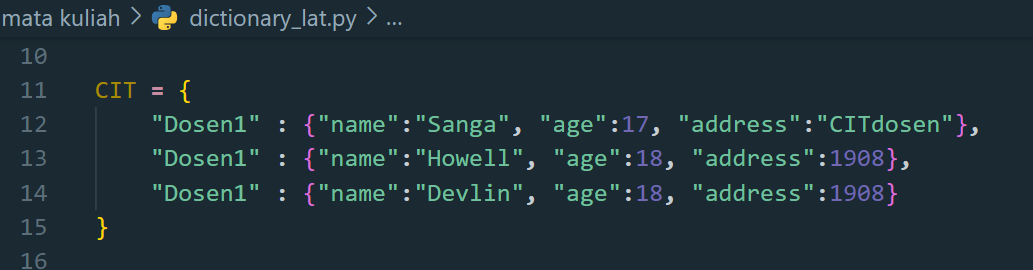 mata kuliah > dictionary_lat.py > ...
10
11 CIT = {
12 "Dosen1" : {"name":"Sanga", "age":17, "address":"CITdosen"},
13 "Dosen1" : {"name":"Howell", "age":18, "address":1908},
14 "Dosen1" : {"name":"Devlin", "age":18, "address":1908}
15 }
16